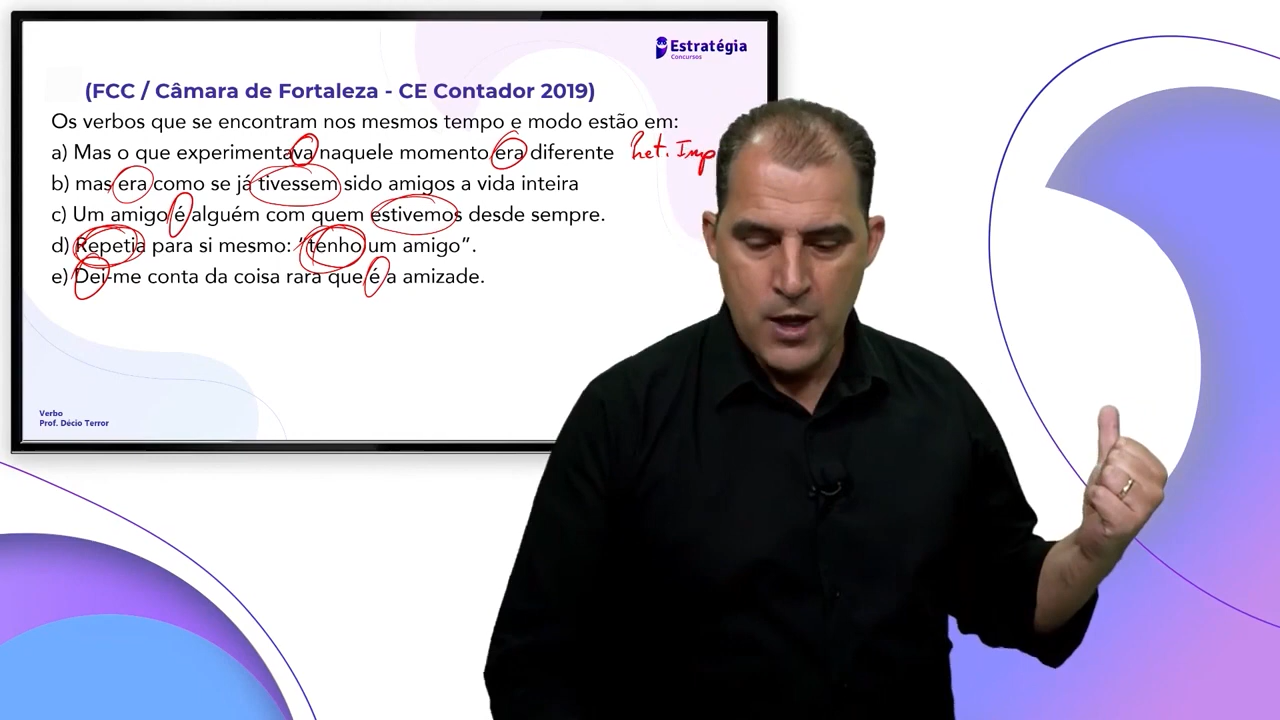 Estratégia
Concursos
(FCC / Câmara de Fortaleza - CE Contador 2019)
Os verbos que se encontram nos mesmos tempo e modo estão em:
a) Mas o que experimentava naquele momento era diferente Pret. Imp
b) mas era como se já tivessem sido amigos a vida inteira
c) Um amigo é alguém com quem estivemos desde sempre.
d) Repetia para si mesmo: “tenho um amigo”.
e) Dei-me conta da coisa rara que é a amizade.
Verbo
Prof. Décio Terror